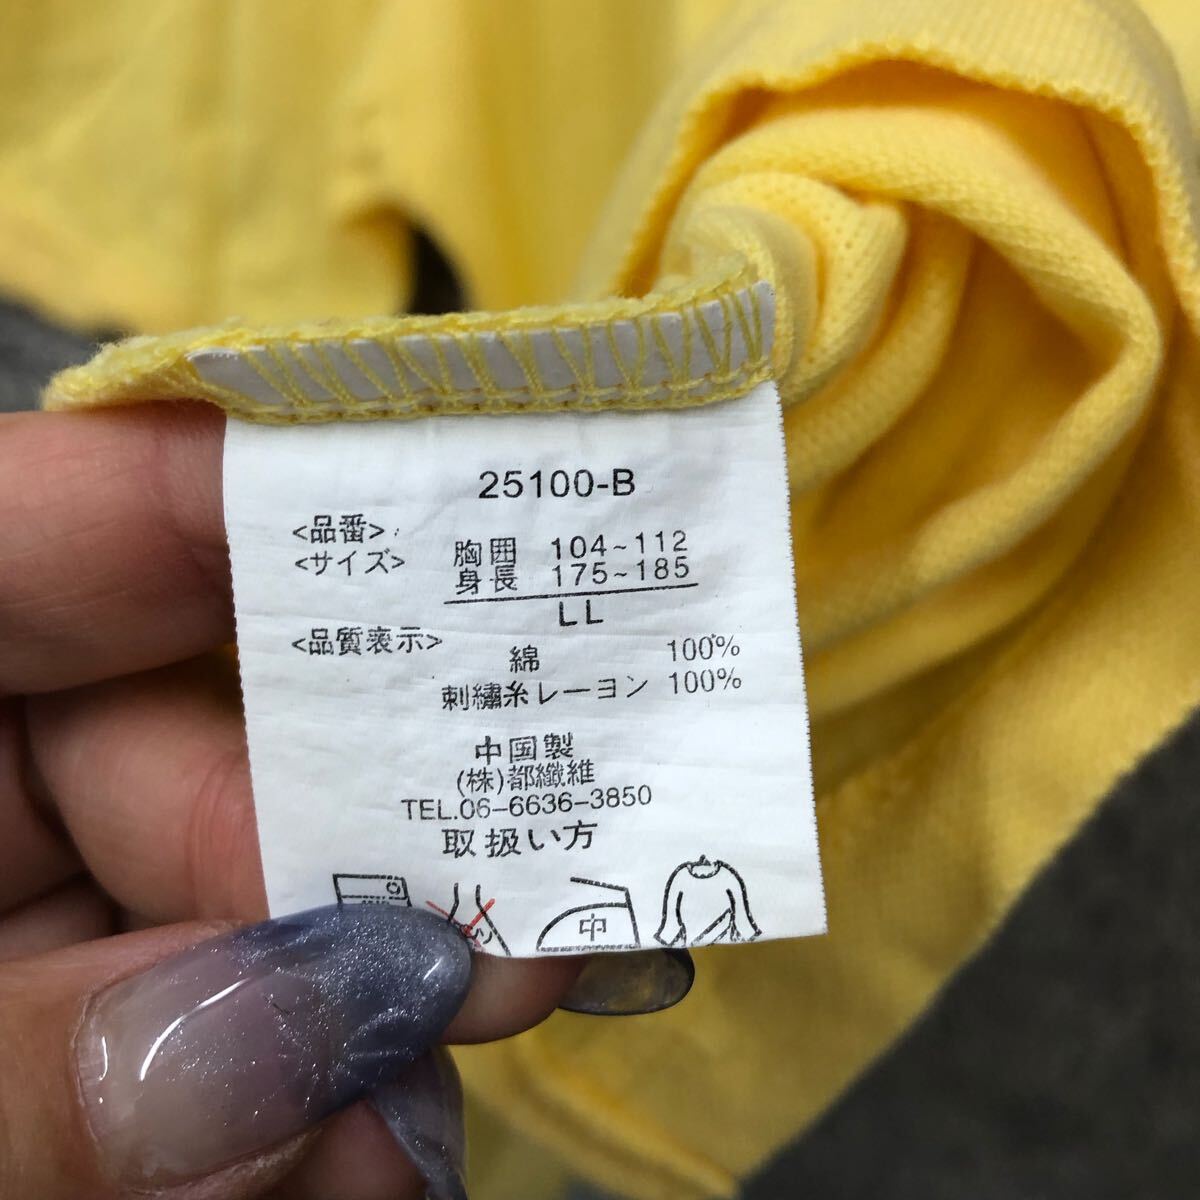 25100-B
<品番>
<サイズ> 胸囲 104~112
身長 175~185
LL
<品質表示>
綿 100%
刺繍糸レーヨン 100%
中国製
(株)都繊維
TEL.06-6636-3850
取扱い方
中